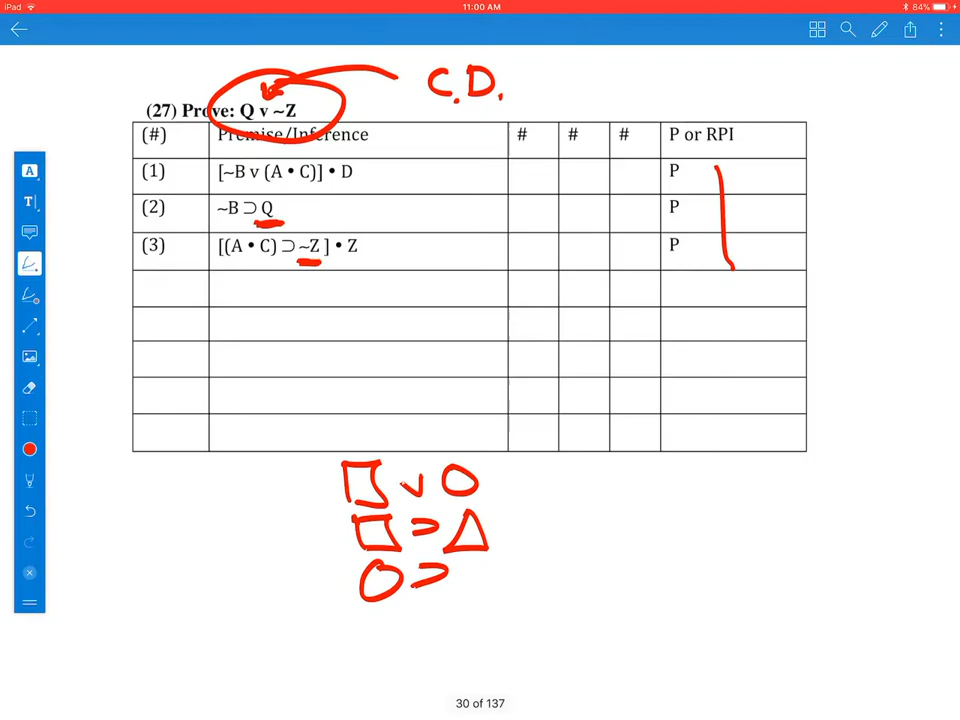 iPad 11:00 AM 84%
C.D.
(27) Prove: Q v ~Z
(#) Premise/Inference # # # P or RPI
(1) [~B v (A • C)] • D P
(2) ~B ⊃ Q P
(3) [(A • C) ⊃ ~Z ] • Z P
□ v ○
□ ⊃ △
○ ⊃
A
T
30 of 137